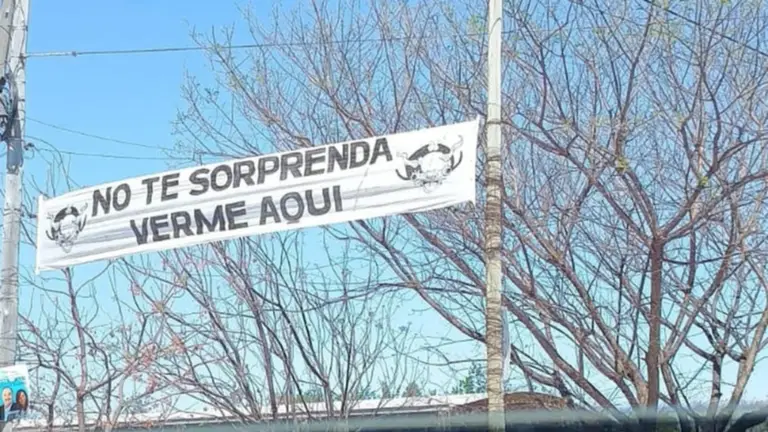 NO TE SORPRENDA
VERME AQUI